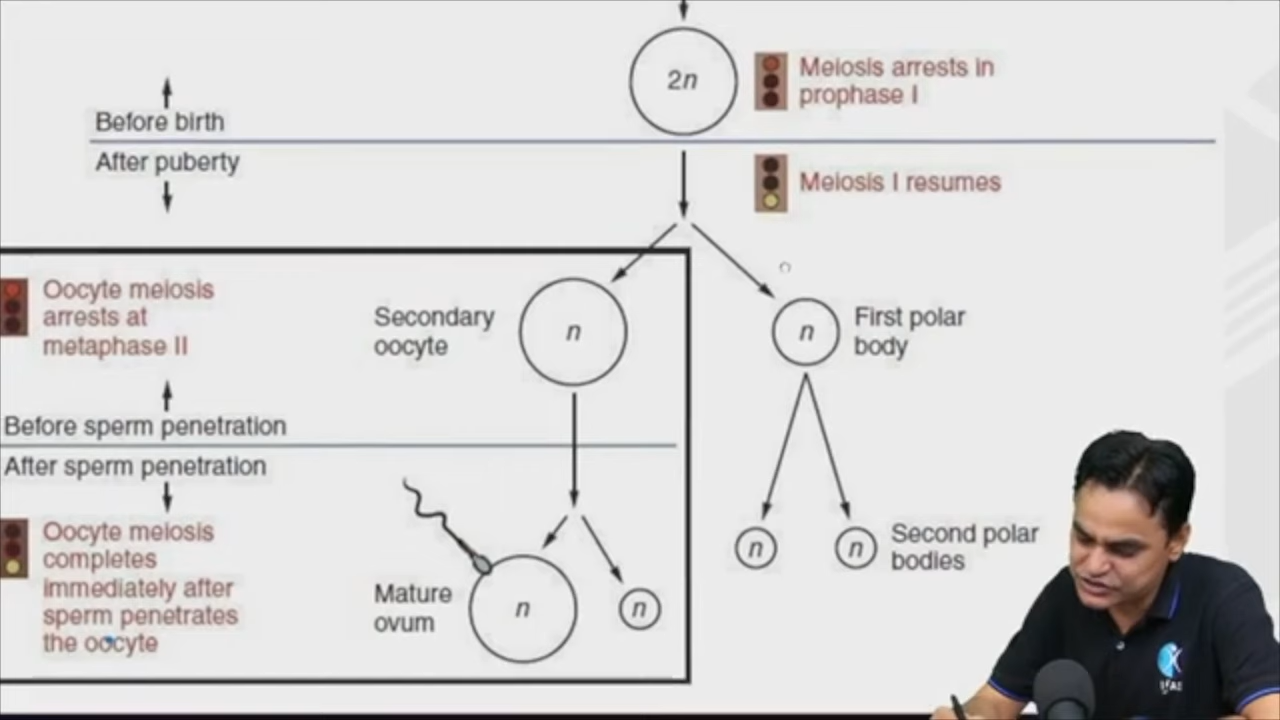 2n
Meiosis arrests in
prophase I
Before birth
After puberty
Meiosis I resumes
Oocyte meiosis
arrests at
metaphase II
Secondary
oocyte
n
n
First polar
body
Before sperm penetration
After sperm penetration
Oocyte meiosis
completes
immediately after
sperm penetrates
the oocyte
Mature
ovum
n
n
n
n
Second polar
bodies